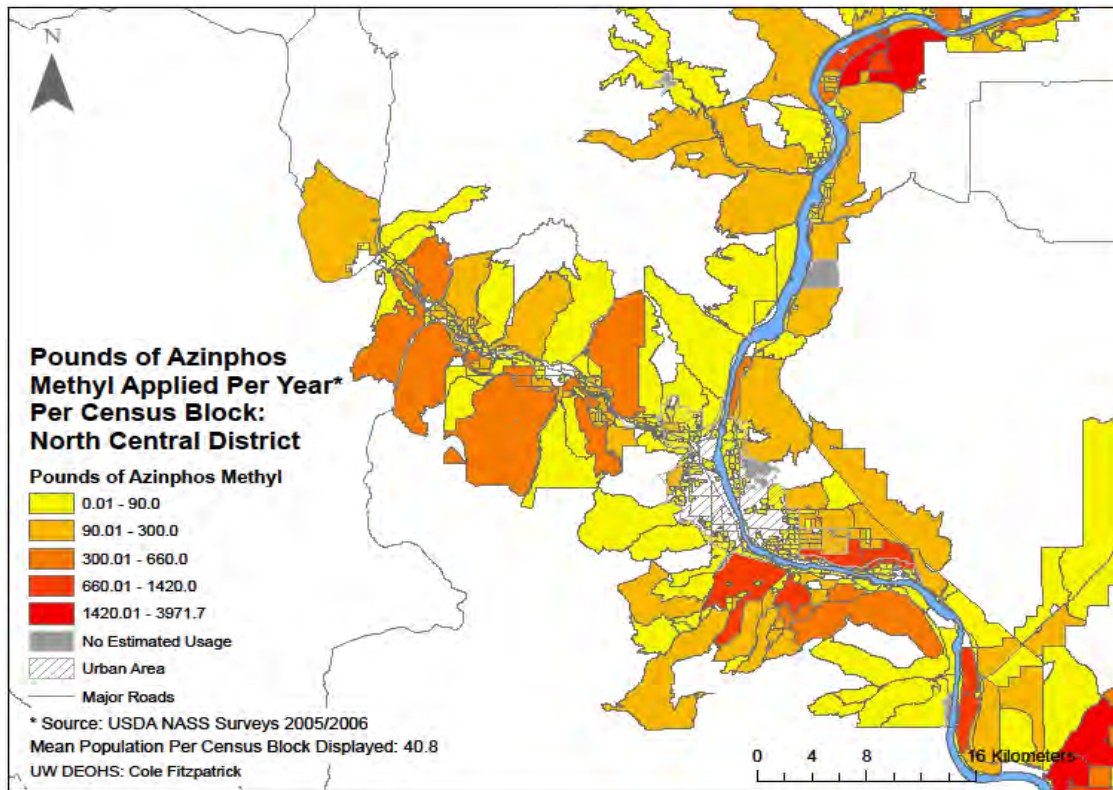 N
Pounds of Azinphos
Methyl Applied Per Year*
Per Census Block:
North Central District
Pounds of Azinphos Methyl
0.01 - 90.0
90.01 - 300.0
300.01 - 660.0
660.01 - 1420.0
1420.01 - 3971.7
No Estimated Usage
Urban Area
Major Roads
* Source: USDA NASS Surveys 2005/2006
Mean Population Per Census Block Displayed: 40.8
UW DEOHS: Cole Fitzpatrick
0 4 8 16 Kilometers